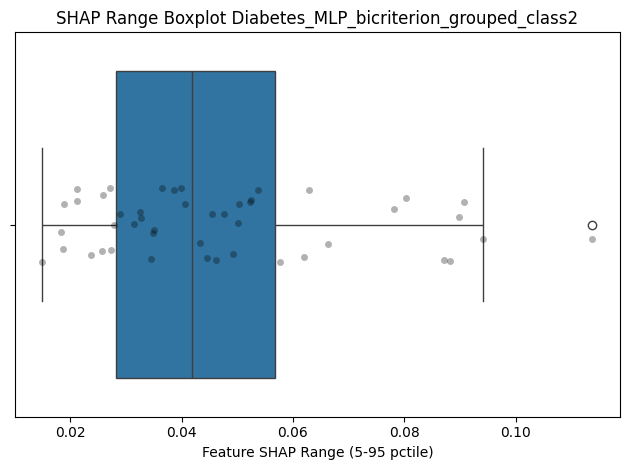 SHAP Range Boxplot Diabetes_MLP_bicriterion_grouped_class2
0.02 0.04 0.06 0.08 0.10
Feature SHAP Range (5-95 pctile)